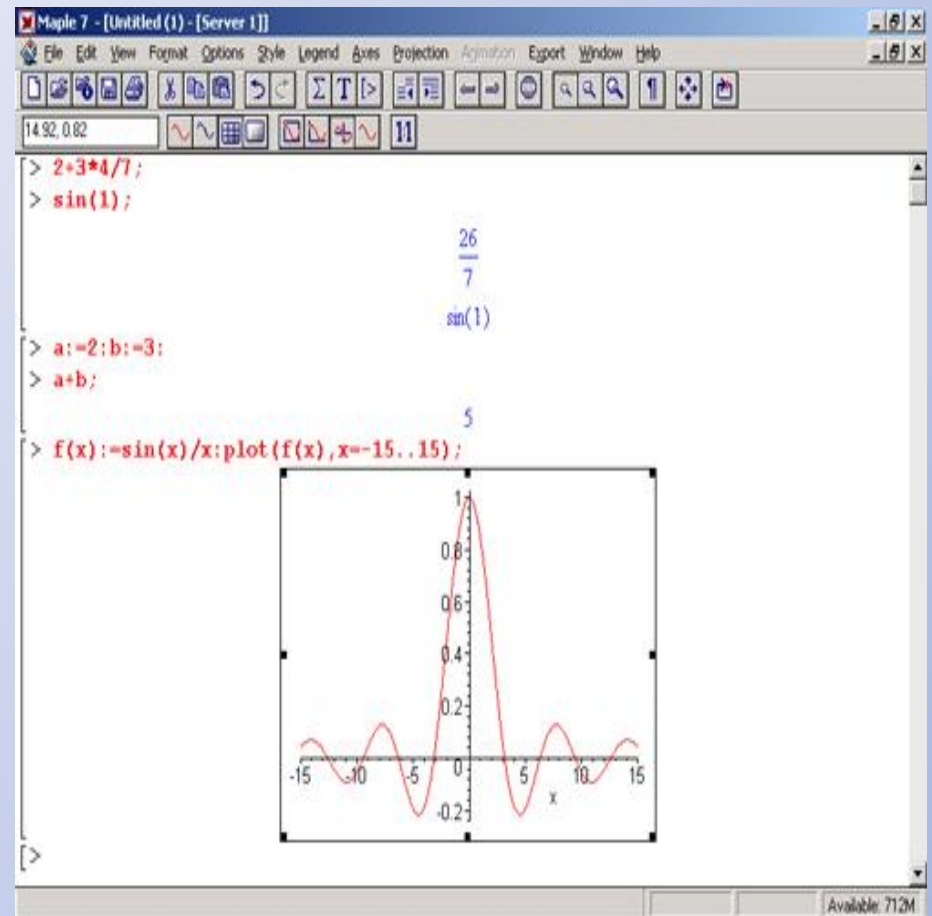 Maple 7 - [Untitled (1) - [Server 1]]
File Edit View Format Options Style Legend Axes Projection Animation Export Window Help
Σ T [>
14.92, 0.82 1:1
[> 2+3*4/7;
> sin(1);
26
7
sin(1)
[> a:=2:b:=3:
> a+b;
5
[> f(x):=sin(x)/x:plot(f(x),x=-15..15);
1
0.8
0.6
0.4
0.2
-15 -10 -5 0 5 10 15
x
-0.2
[>
Available: 712M